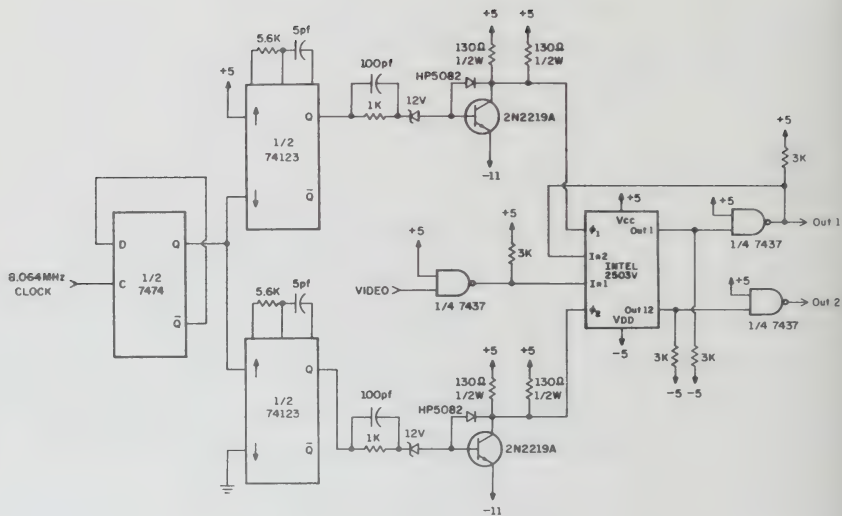 +5
5.6K
5pf
1/2
74123
Q
Q̄
100pf
1K
12V
HP5082
+5
+5
130Ω
1/2W
130Ω
1/2W
2N2219A
-11
8.064MHz
CLOCK
D
C
Q
Q̄
1/2
7474
+5
VIDEO
1/4 7437
+5
3K
+5
Vcc
ϕ1
Out 1
In2
INTEL
2503V
In1
ϕ2
Out 12
VDD
-5
+5
1/4 7437
+5
3K
Out 1
+5
1/4 7437
Out 2
3K
3K
-5
-5
5.6K
5pf
1/2
74123
Q
Q̄
100pf
1K
12V
HP5082
+5
+5
130Ω
1/2W
130Ω
1/2W
2N2219A
-11